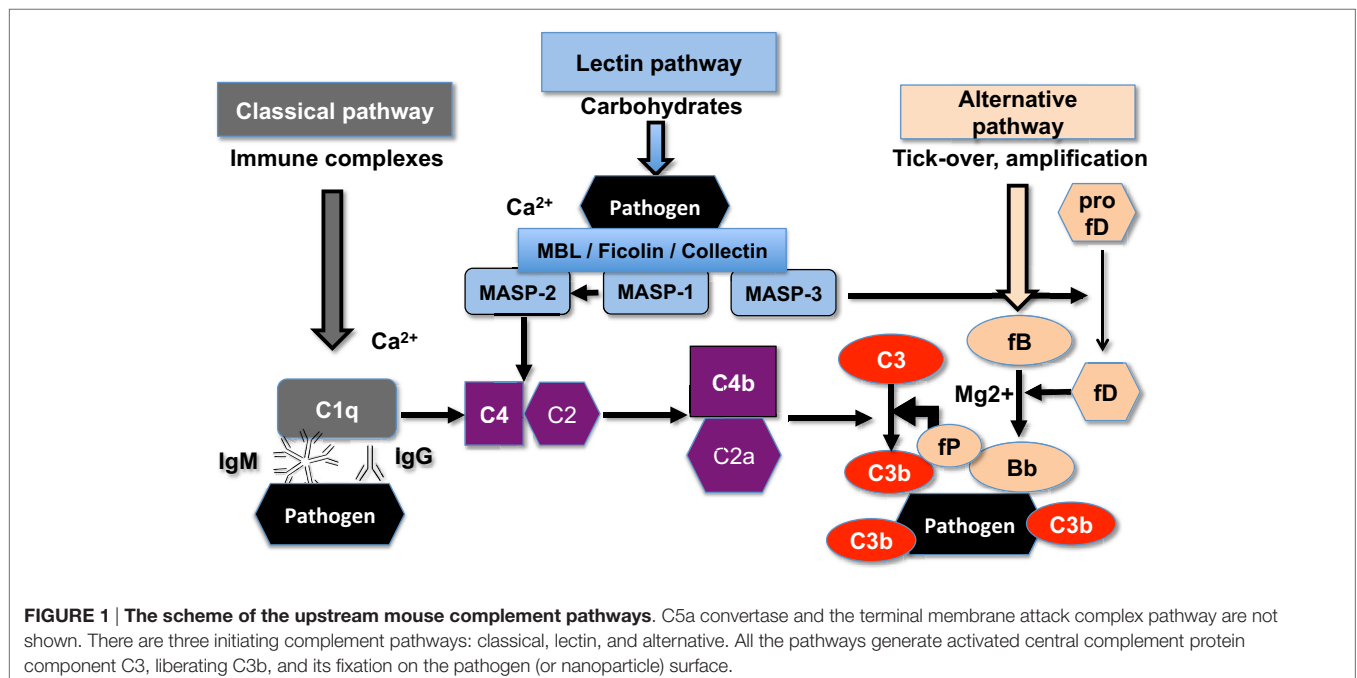 Lectin pathway
Carbohydrates
Classical pathway
Immune complexes
Alternative
pathway
Tick-over, amplification
Ca²⁺
Pathogen
MBL / Ficolin / Collectin
MASP-2
MASP-1
MASP-3
pro
fD
Ca²⁺
fB
C3
C4b
C1q
C4
C2
Mg2+
fD
C2a
fP
IgM
IgG
C3b
Bb
Pathogen
Pathogen
C3b
C3b
FIGURE 1 | The scheme of the upstream mouse complement pathways. C5a convertase and the terminal membrane attack complex pathway are not
shown. There are three initiating complement pathways: classical, lectin, and alternative. All the pathways generate activated central complement protein
component C3, liberating C3b, and its fixation on the pathogen (or nanoparticle) surface.